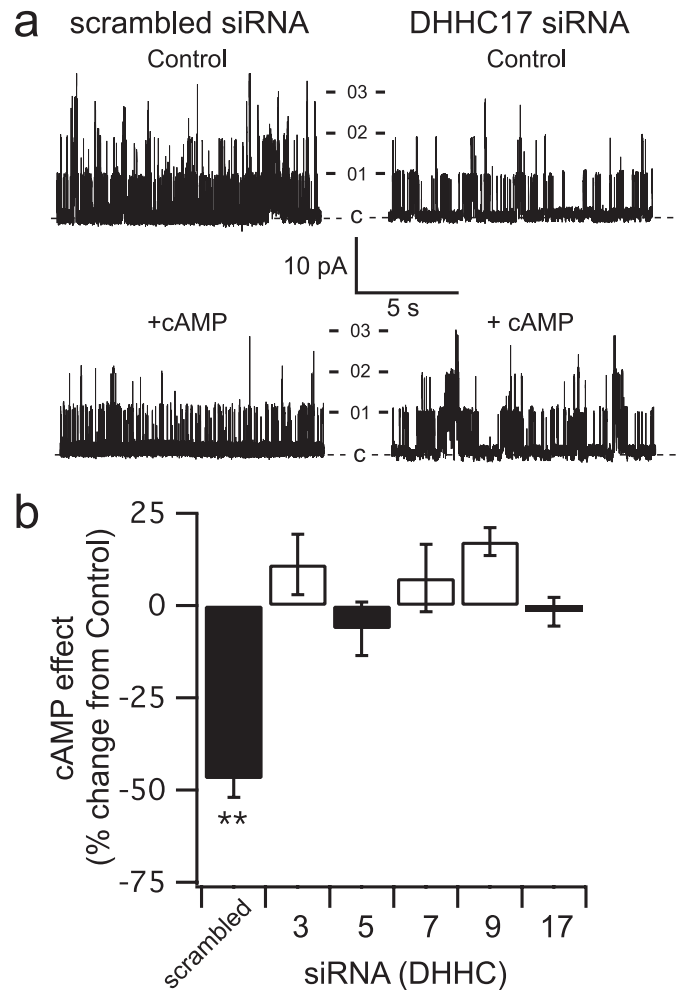 a
scrambled siRNA DHHC17 siRNA
Control Control
03
02
01
c
10 pA
5 s
+cAMP + cAMP
03
02
01
c
b
cAMP effect
(% change from Control)
25
0
-25
-50
-75
**
scrambled 3 5 7 9 17
siRNA (DHHC)